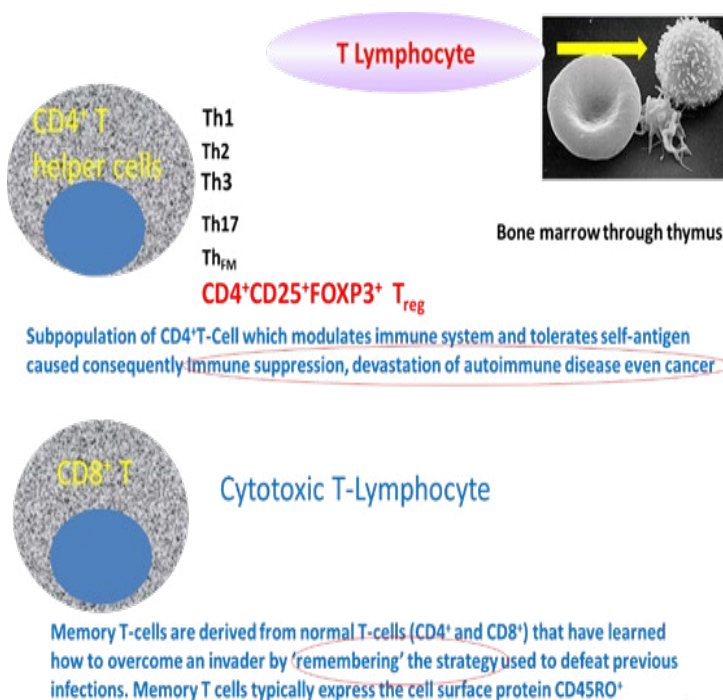 T Lymphocyte
CD4⁺ T
helper cells
Th1
Th2
Th3
Th17
Th_FM
Bone marrow through thymus
CD4⁺CD25⁺FOXP3⁺ T_reg
Subpopulation of CD4⁺T-Cell which modulates immune system and tolerates self-antigen
caused consequently Immune suppression, devastation of autoimmune disease even cancer
CD8⁺ T
Cytotoxic T-Lymphocyte
Memory T-cells are derived from normal T-cells (CD4⁺ and CD8⁺) that have learned
how to overcome an invader by ‘remembering’ the strategy used to defeat previous
infections. Memory T cells typically express the cell surface protein CD45RO⁺